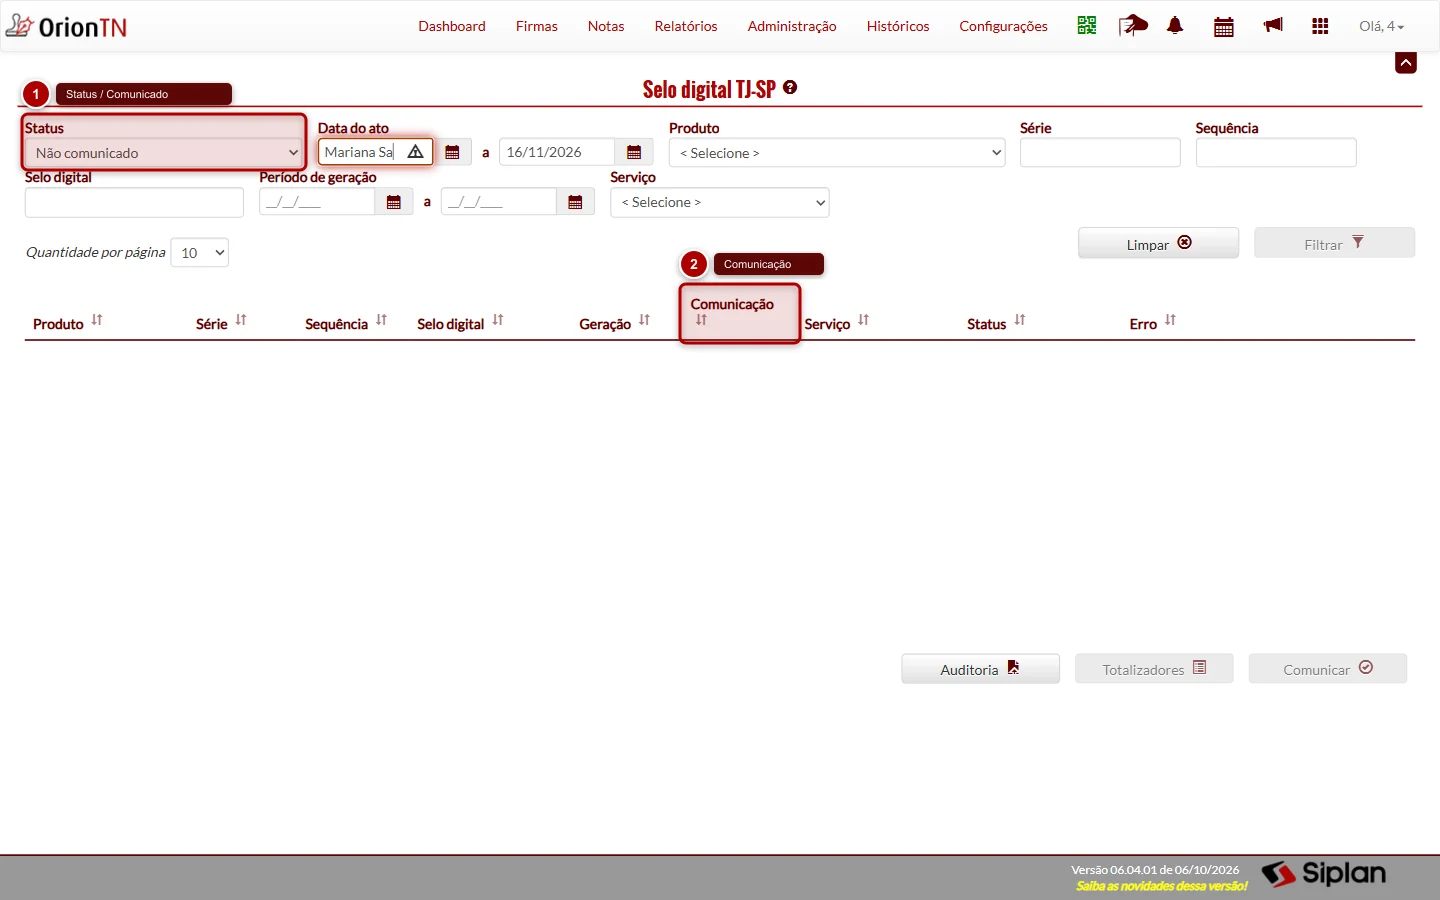 OrionTN
Dashboard Firmas Notas Relatórios Administração Históricos Configurações Olá, 4
1 Status / Comunicado
Selo digital TJ-SP
Status Data do ato Produto Série Sequência
Não comunicado Mariana Sa a 16/11/2026 < Selecione >
Selo digital Período de geração Serviço
__/__/____ a __/__/____ < Selecione >
Quantidade por página 10 Limpar Filtrar
2 Comunicação
Produto Série Sequência Selo digital Geração Comunicação Serviço Status Erro
Auditoria Totalizadores Comunicar
Versão 06.04.01 de 06/10/2026
Saiba as novidades dessa versão!
Siplan